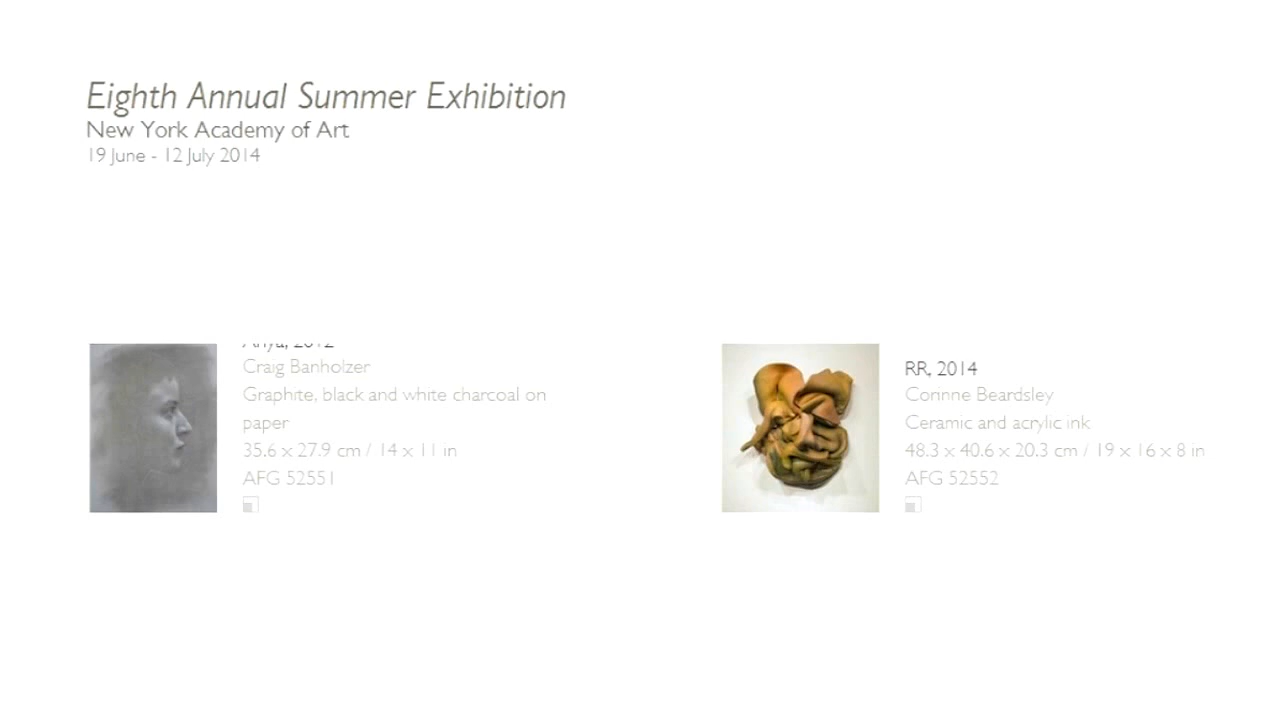 Eighth Annual Summer Exhibition
New York Academy of Art
19 June - 12 July 2014
Anya, 2012
Craig Banholzer
Graphite, black and white charcoal on
paper
35.6 x 27.9 cm / 14 x 11 in
AFG 52551
RR, 2014
Corinne Beardsley
Ceramic and acrylic ink
48.3 x 40.6 x 20.3 cm / 19 x 16 x 8 in
AFG 52552